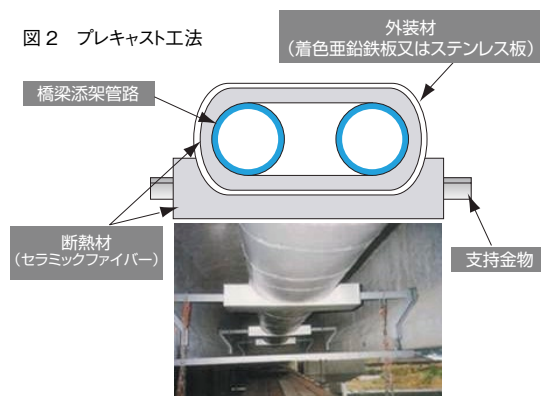 図2 プレキャスト工法
外装材
（着色亜鉛鉄板又はステンレス板）
橋梁添架管路
断熱材
（セラミックファイバー）
支持金物